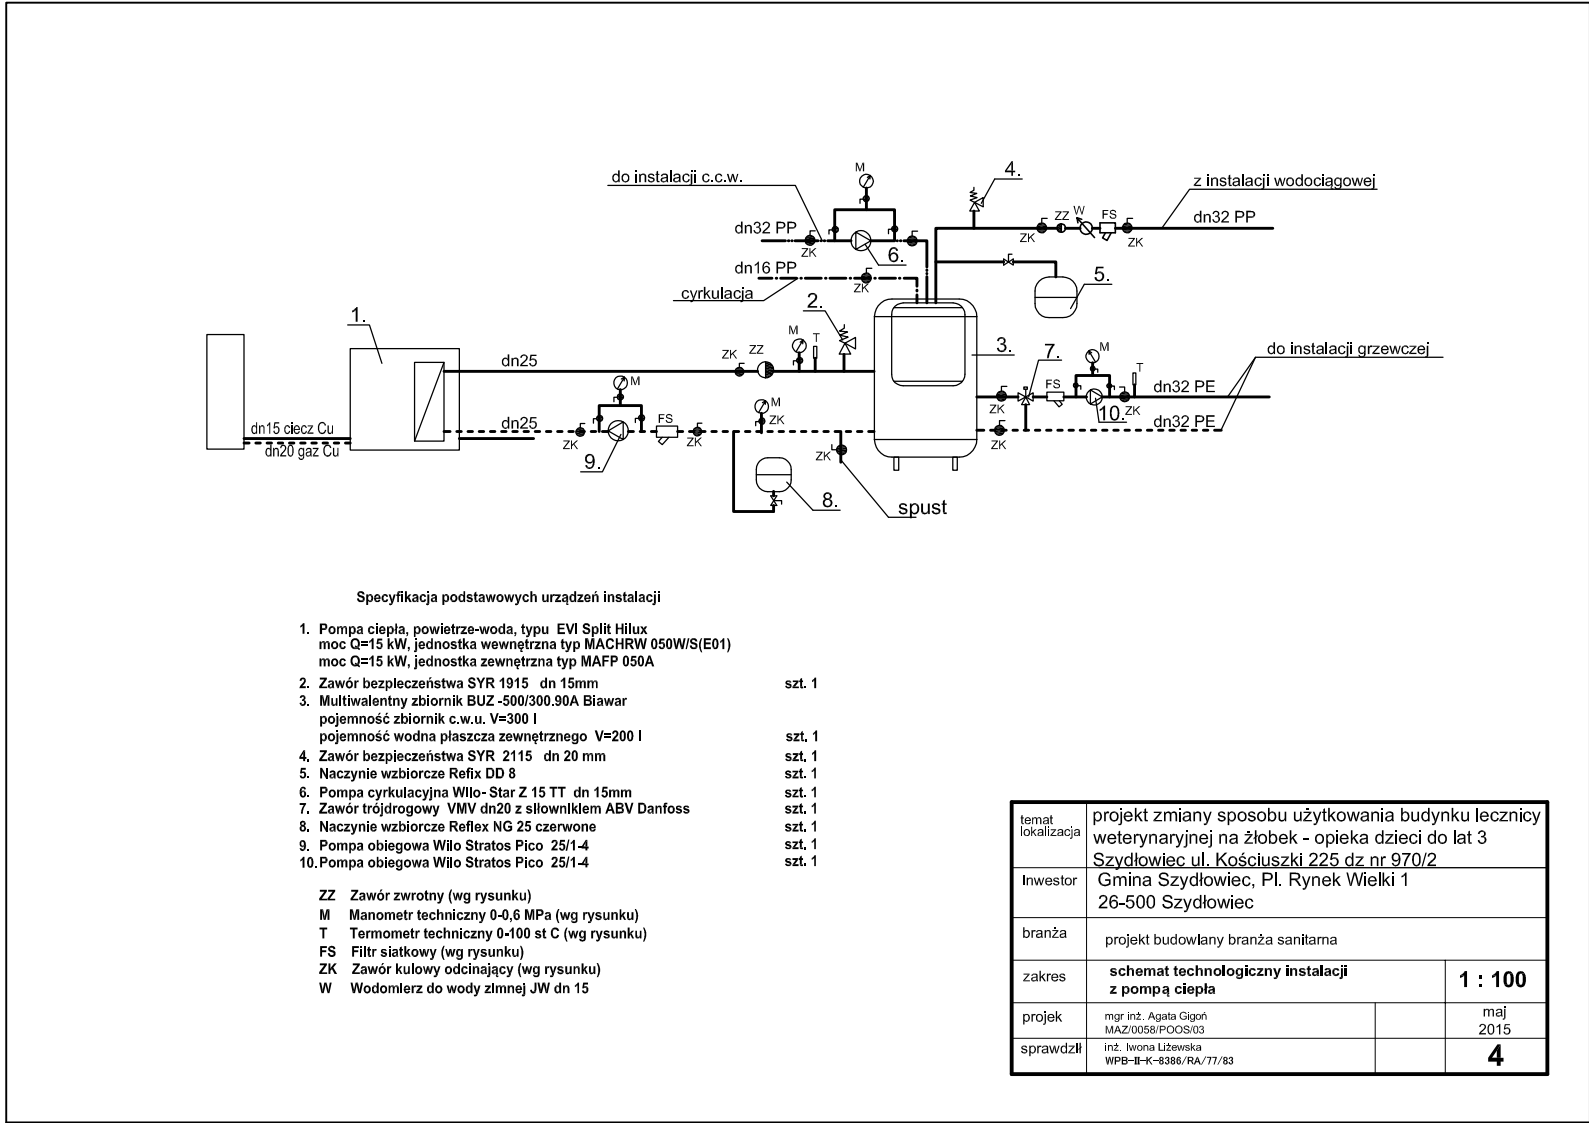 M
do instalacji c.c.w.
4.
z instalacji wodociągowej
dn32 PP
ZK
6.
ZK
ZZ
W
FS
ZK
dn32 PP
dn16 PP
ZK
cyrkulacja
5.
1.
2.
M
T
ZK
ZZ
dn25
3.
7.
M
T
do instalacji grzewczej
FS
ZK
10.
ZK
dn32 PE
dn32 PE
ZK
M
M
ZK
dn25
FS
ZK
ZK
dn15 ciecz Cu
dn20 gaz Cu
9.
ZK
8.
spust
Specyfikacja podstawowych urządzeń instalacji
1. Pompa ciepła, powietrze-woda, typu EVI Split Hilux
moc Q=15 kW, jednostka wewnętrzna typ MACHRW 050W/S(E01)
moc Q=15 kW, jednostka zewnętrzna typ MAFP 050A
2. Zawór bezpieczeństwa SYR 1915 dn 15mm szt. 1
3. Multiwalentny zbiornik BUZ -500/300.90A Biawar
pojemność zbiornik c.w.u. V=300 l
pojemność wodna płaszcza zewnętrznego V=200 l szt. 1
4. Zawór bezpieczeństwa SYR 2115 dn 20 mm szt. 1
5. Naczynie wzbiorcze Refix DD 8 szt. 1
6. Pompa cyrkulacyjna Wilo- Star Z 15 TT dn 15mm szt. 1
7. Zawór trójdrogowy VMV dn20 z siłownikiem ABV Danfoss szt. 1
8. Naczynie wzbiorcze Reflex NG 25 czerwone szt. 1
9. Pompa obiegowa Wilo Stratos Pico 25/1-4 szt. 1
10. Pompa obiegowa Wilo Stratos Pico 25/1-4 szt. 1
ZZ Zawór zwrotny (wg rysunku)
M Manometr techniczny 0-0,6 MPa (wg rysunku)
T Termometr techniczny 0-100 st C (wg rysunku)
FS Filtr siatkowy (wg rysunku)
ZK Zawór kulowy odcinający (wg rysunku)
W Wodomierz do wody zimnej JW dn 15
temat
lokalizacja
projekt zmiany sposobu użytkowania budynku lecznicy
weterynaryjnej na żłobek - opieka dzieci do lat 3
Szydłowiec ul. Kościuszki 225 dz nr 970/2
Inwestor Gmina Szydłowiec, Pl. Rynek Wielki 1
26-500 Szydłowiec
branża projekt budowlany branża sanitarna
zakres schemat technologiczny instalacji
z pompą ciepła
1 : 100
projek mgr inż. Agata Gigoń
MAZ/0058/POOS/03
maj
2015
sprawdził inż. Iwona Liżewska
WPB-II-K-8386/RA/77/83
4